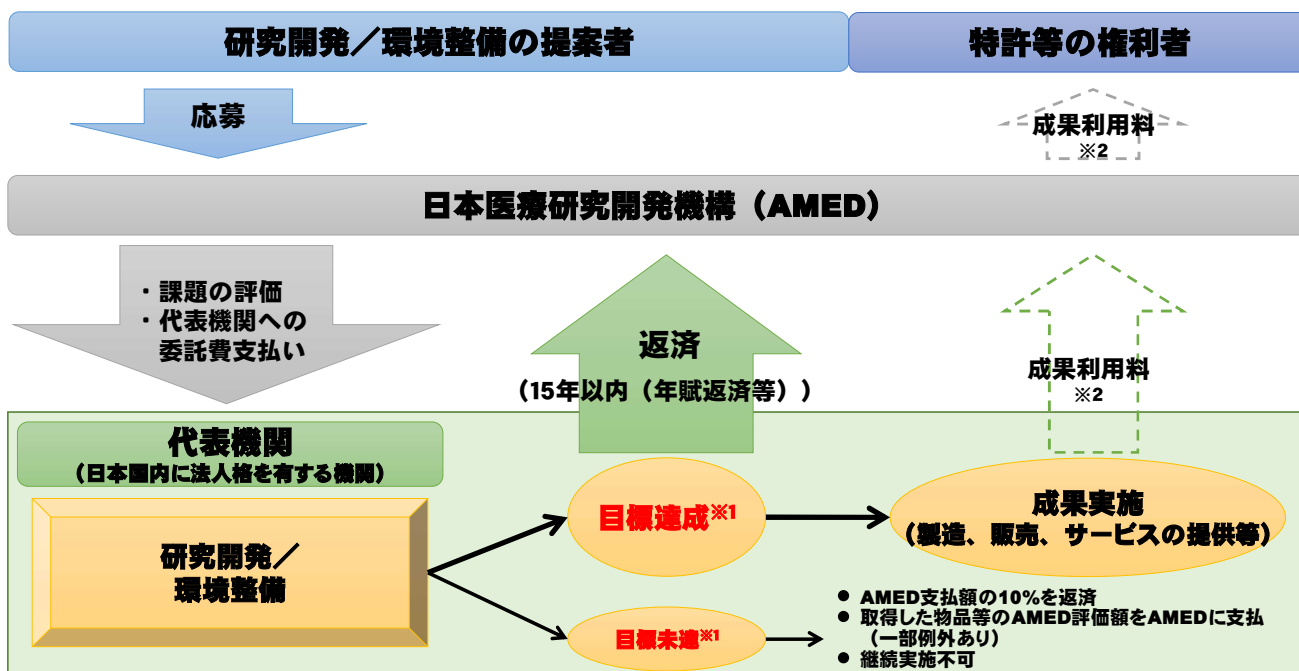 研究開発／環境整備の提案者
特許等の権利者
応募
成果利用料
※2
日本医療研究開発機構（AMED）
・課題の評価
・代表機関への
委託費支払い
返済
（15年以内（年賦返済等））
成果利用料
※2
代表機関
（日本国内に法人格を有する機関）
研究開発／
環境整備
目標達成※1
成果実施
（製造、販売、サービスの提供等）
目標未達※1
● AMED支払額の10%を返済
● 取得した物品等のAMED評価額をAMEDに支払
（一部例外あり）
● 継続実施不可